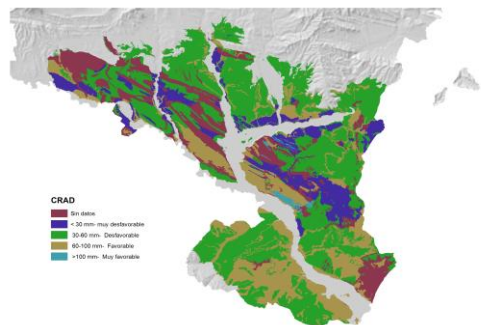 CRAD
Sin datos
< 30 mm- muy desfavorable
30-60 mm- Desfavorable
60-100 mm- Favorable
>100 mm- Muy favorable